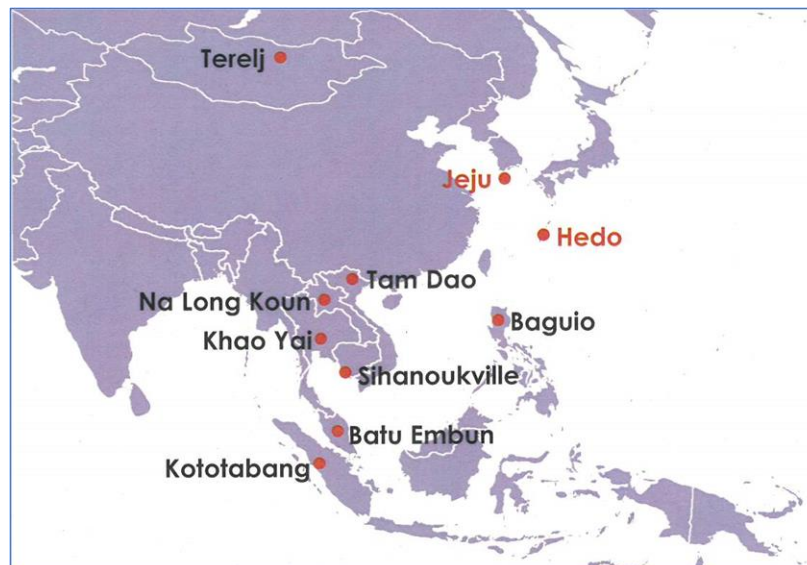 Terelj
Jeju
Hedo
Tam Dao
Na Long Koun
Baguio
Khao Yai
Sihanoukville
Batu Embun
Kototabang